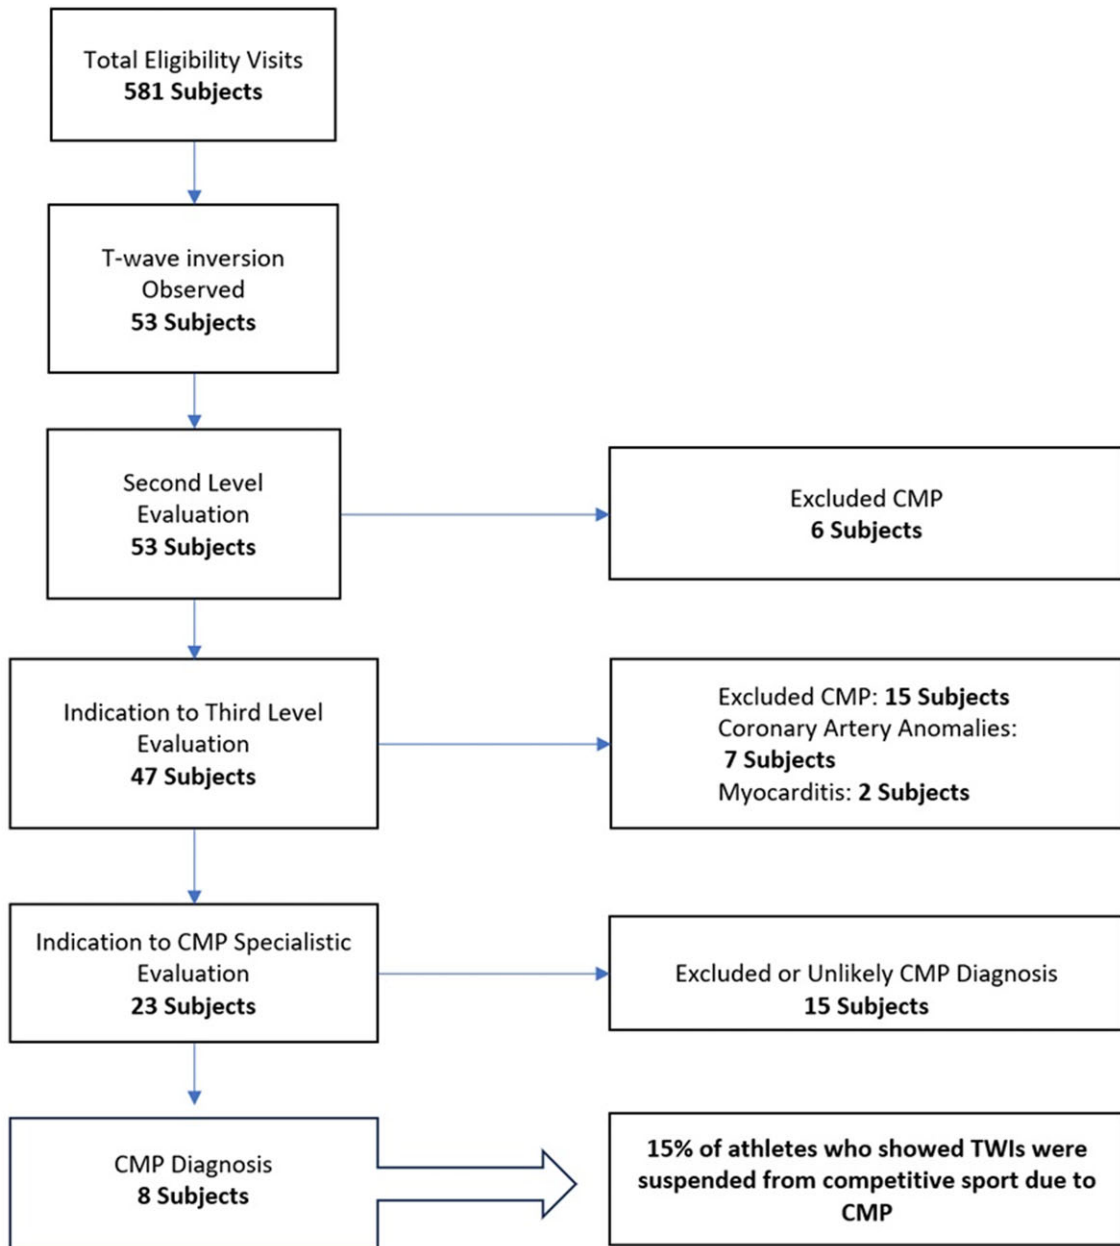 Total Eligibility Visits
581 Subjects
T-wave inversion
Observed
53 Subjects
Second Level
Evaluation
53 Subjects
Excluded CMP
6 Subjects
Indication to Third Level
Evaluation
47 Subjects
Excluded CMP: 15 Subjects
Coronary Artery Anomalies:
7 Subjects
Myocarditis: 2 Subjects
Indication to CMP Specialistic
Evaluation
23 Subjects
Excluded or Unlikely CMP Diagnosis
15 Subjects
CMP Diagnosis
8 Subjects
15% of athletes who showed TWIs were
suspended from competitive sport due to
CMP